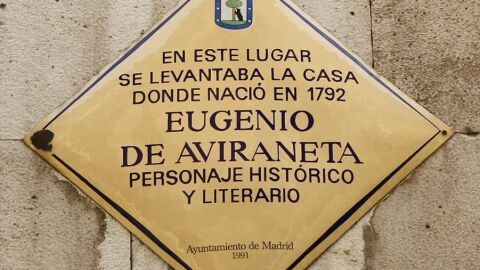 EN ESTE LUGAR
SE LEVANTABA LA CASA
DONDE NACIÓ EN 1792
EUGENIO
DE AVIRANETA
PERSONAJE HISTÓRICO
Y LITERARIO
Ayuntamiento de Madrid
1991